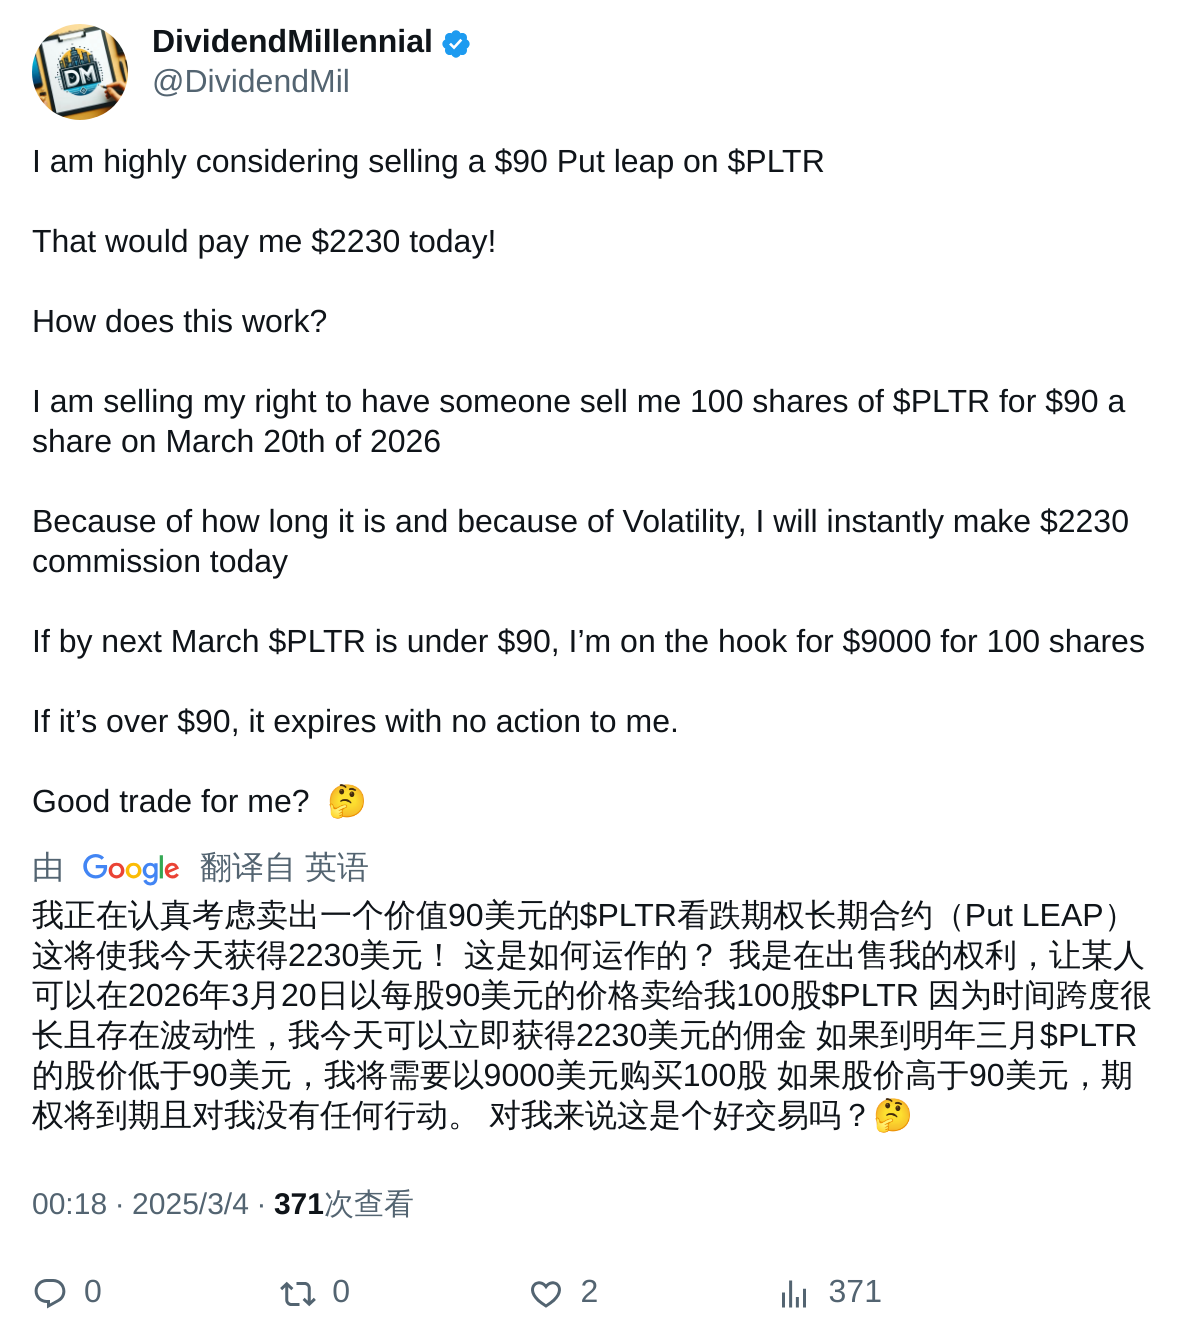 DividendMillennial
@DividendMil
DM
I am highly considering selling a $90 Put leap on $PLTR
That would pay me $2230 today!
How does this work?
I am selling my right to have someone sell me 100 shares of $PLTR for $90 a
share on March 20th of 2026
Because of how long it is and because of Volatility, I will instantly make $2230
commission today
If by next March $PLTR is under $90, I’m on the hook for $9000 for 100 shares
If it’s over $90, it expires with no action to me.
Good trade for me? 🤔
由 Google 翻译自 英语
我正在认真考虑卖出一个价值90美元的$PLTR看跌期权长期合约（Put LEAP）
这将使我今天获得2230美元！ 这是如何运作的？ 我是在出售我的权利，让某人
可以在2026年3月20日以每股90美元的价格卖给我100股$PLTR 因为时间跨度很
长且存在波动性，我今天可以立即获得2230美元的佣金 如果到明年三月$PLTR
的股价低于90美元，我将需要以9000美元购买100股 如果股价高于90美元，期
权将到期且对我没有任何行动。 对我来说这是个好交易吗？🤔
00:18 · 2025/3/4 · 371次查看
0 0 2 371